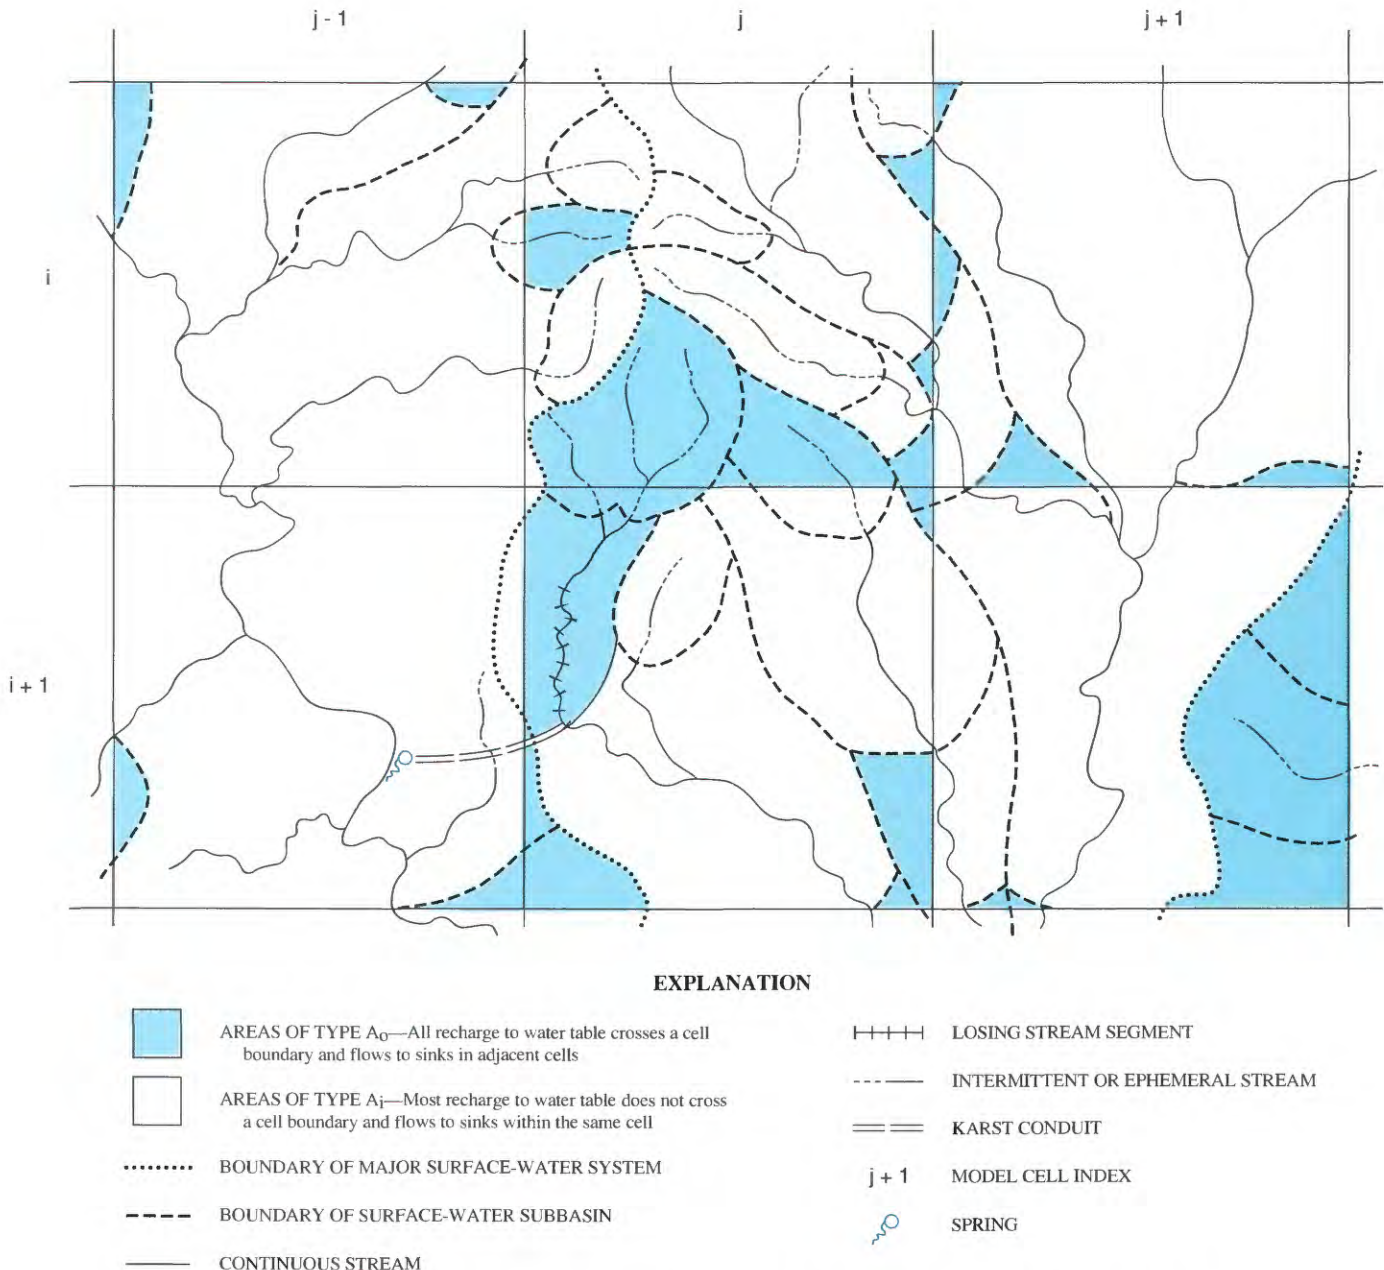 j - 1
j
j + 1
i
i + 1
EXPLANATION
AREAS OF TYPE Ao—All recharge to water table crosses a cell
boundary and flows to sinks in adjacent cells
AREAS OF TYPE Ai—Most recharge to water table does not cross
a cell boundary and flows to sinks within the same cell
BOUNDARY OF MAJOR SURFACE-WATER SYSTEM
BOUNDARY OF SURFACE-WATER SUBBASIN
CONTINUOUS STREAM
LOSING STREAM SEGMENT
INTERMITTENT OR EPHEMERAL STREAM
KARST CONDUIT
j + 1 MODEL CELL INDEX
SPRING